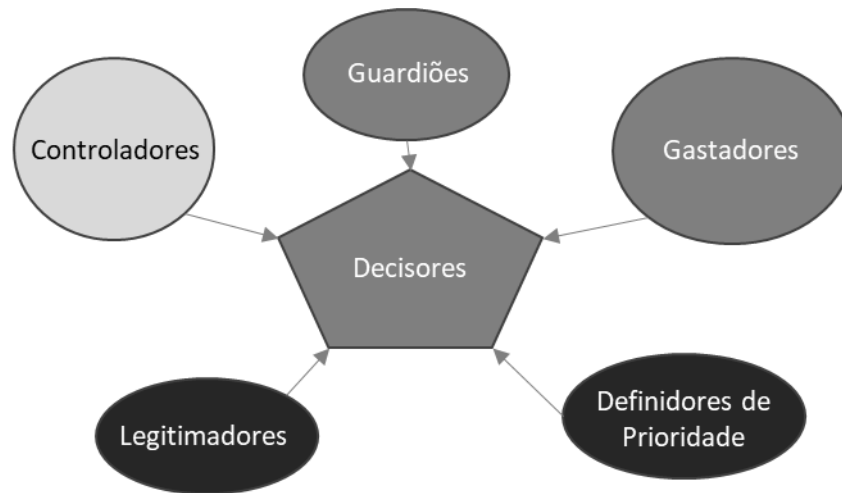 Guardiões
Controladores
Gastadores
Decisores
Legitimadores
Definidores de
Prioridade